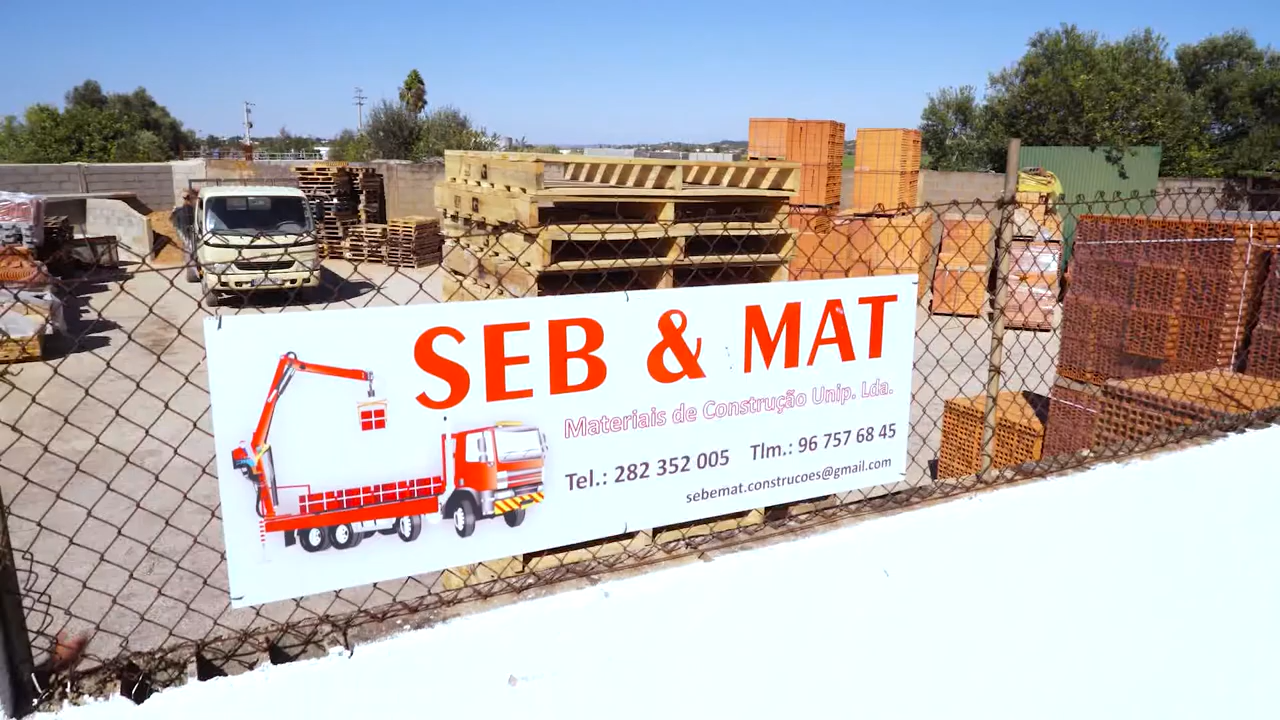 SEB & MAT
Materiais de Construção Unip. Lda.
Tel.: 282 352 005 Tlm.: 96 757 68 45
sebemat.construcoes@gmail.com